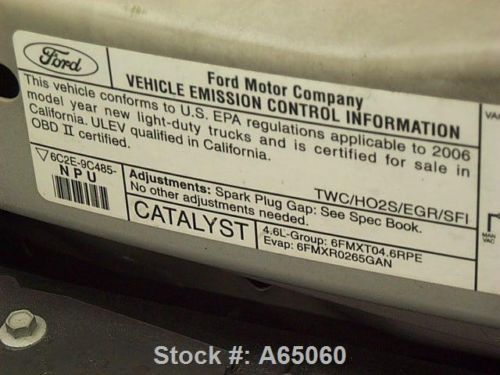 Ford
Ford Motor Company
VEHICLE EMISSION CONTROL INFORMATION
This vehicle conforms to U.S. EPA regulations applicable to 2006
model year new light-duty trucks and is certified for sale in
California. ULEV qualified in California.
OBD II certified.
TWC/HO2S/EGR/SFI
6C2E-9C485-
NPU
Adjustments: Spark Plug Gap: See Spec Book.
No other adjustments needed.
CATALYST
4.6L-Group: 6FMXT04.6RPE
Evap: 6FMXR0265GAN
VAC
MAN
VAC
Stock #: A65060